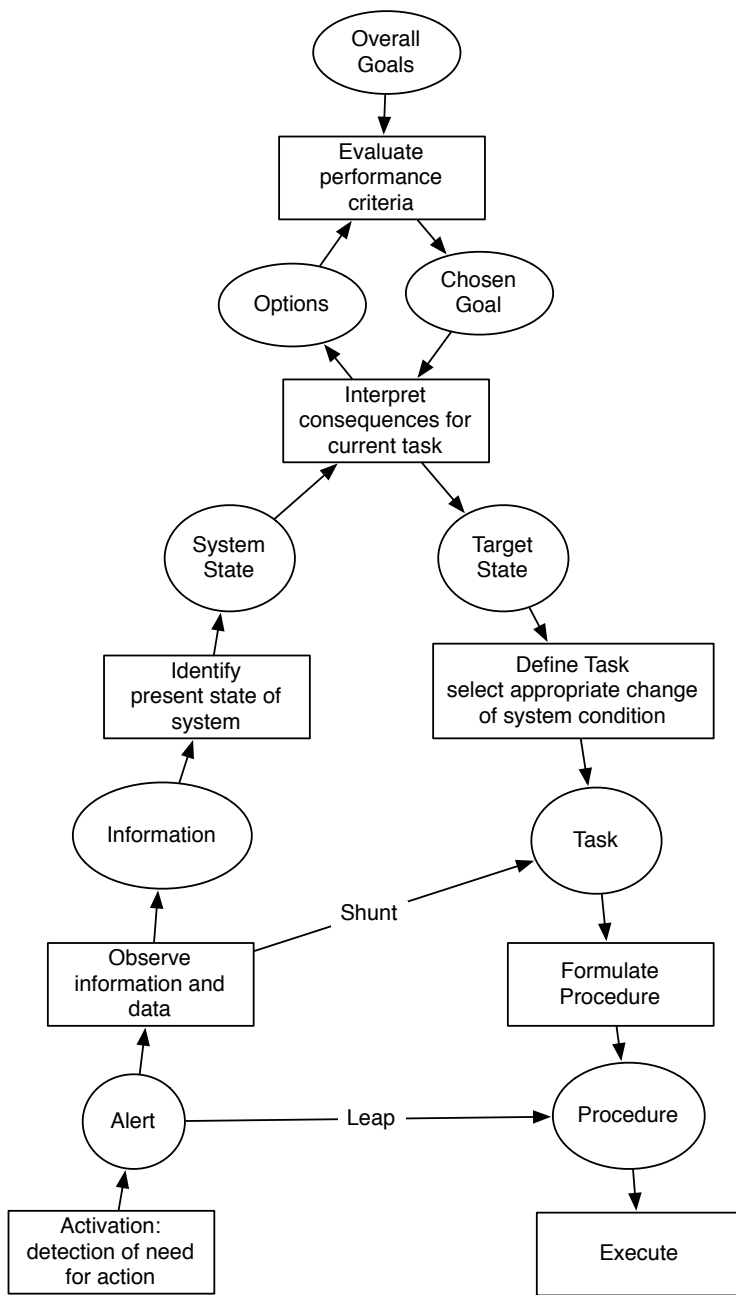 Overall
Goals
Evaluate
performance
criteria
Options
Chosen
Goal
Interpret
consequences for
current task
System
State
Target
State
Identify
present state of
system
Define Task
select appropriate change
of system condition
Information
Task
Shunt
Observe
information and
data
Formulate
Procedure
Alert
Leap
Procedure
Activation:
detection of need
for action
Execute